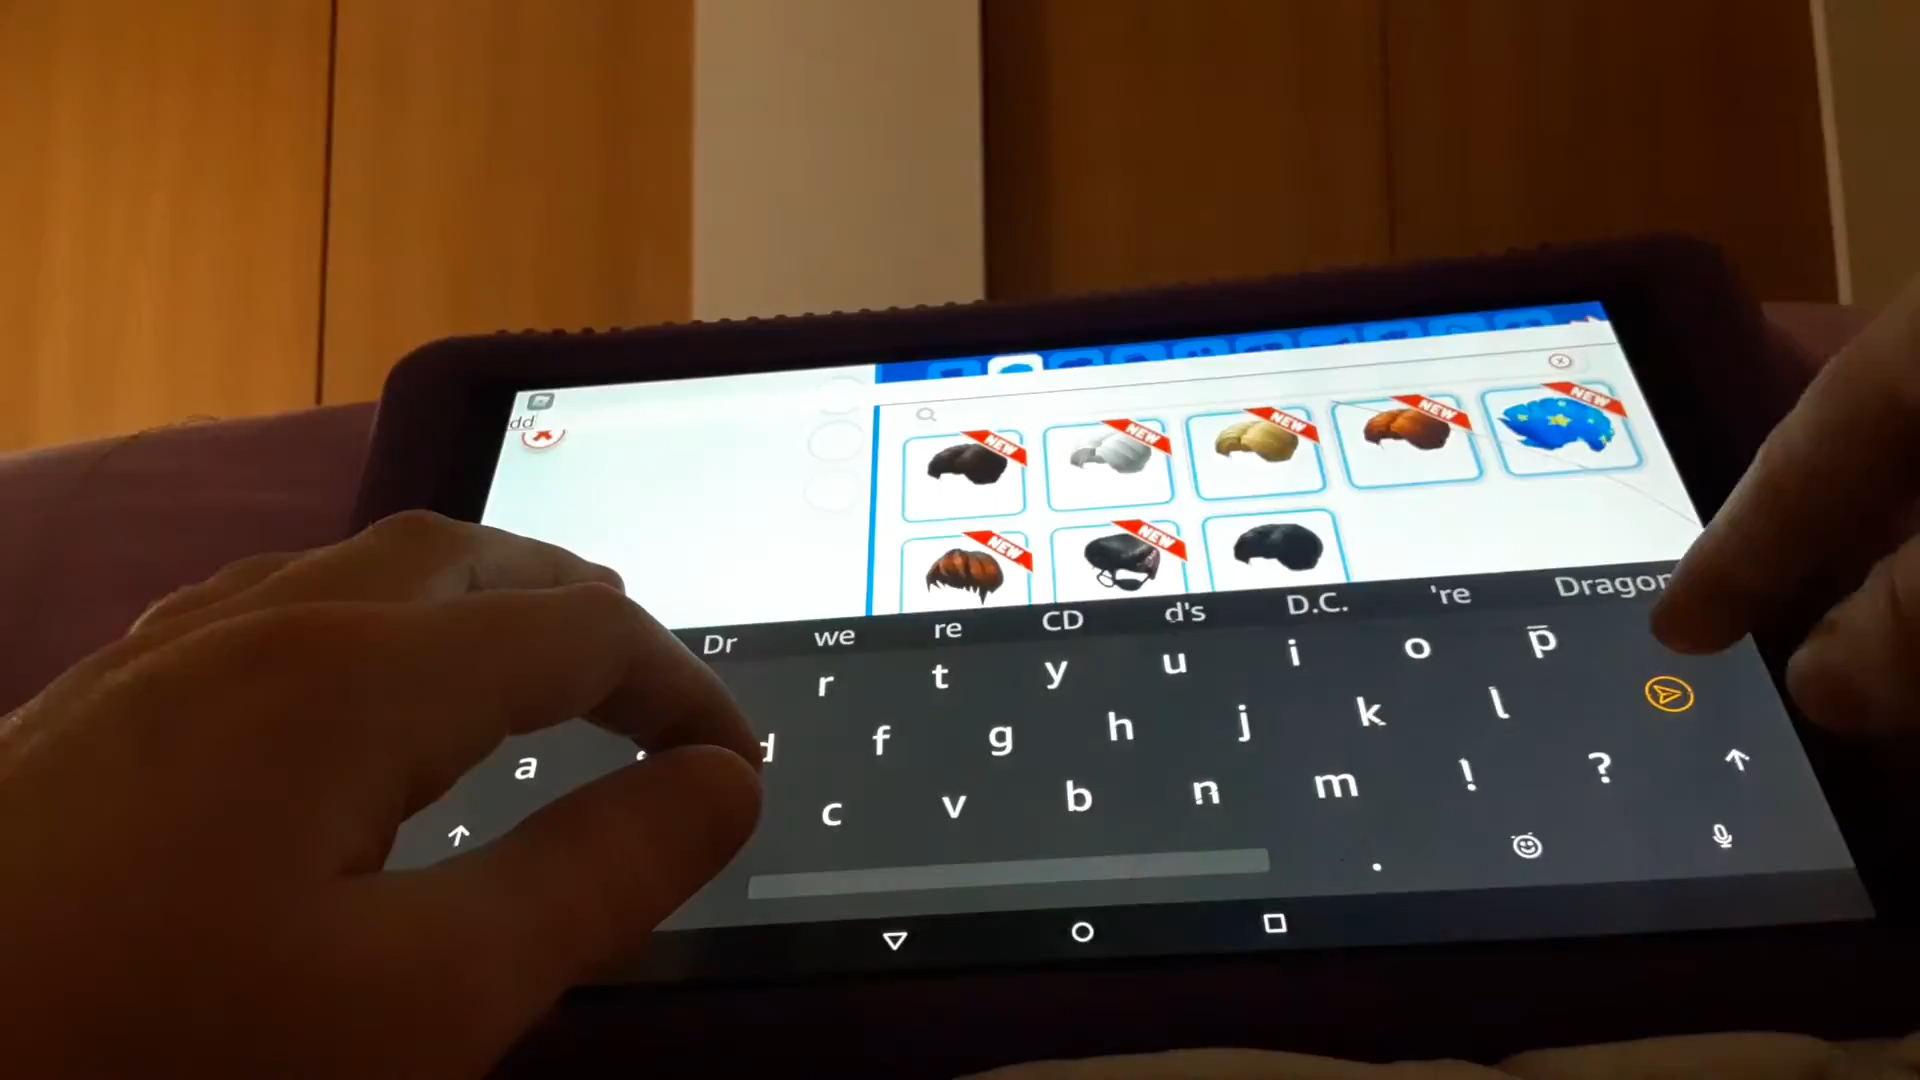 dd
NEW NEW NEW NEW NEW
NEW NEW
Dr we re CD d's D.C. 're Dragon
r t y u i o p
a d f g h j k l
c v b n m ! ?
.